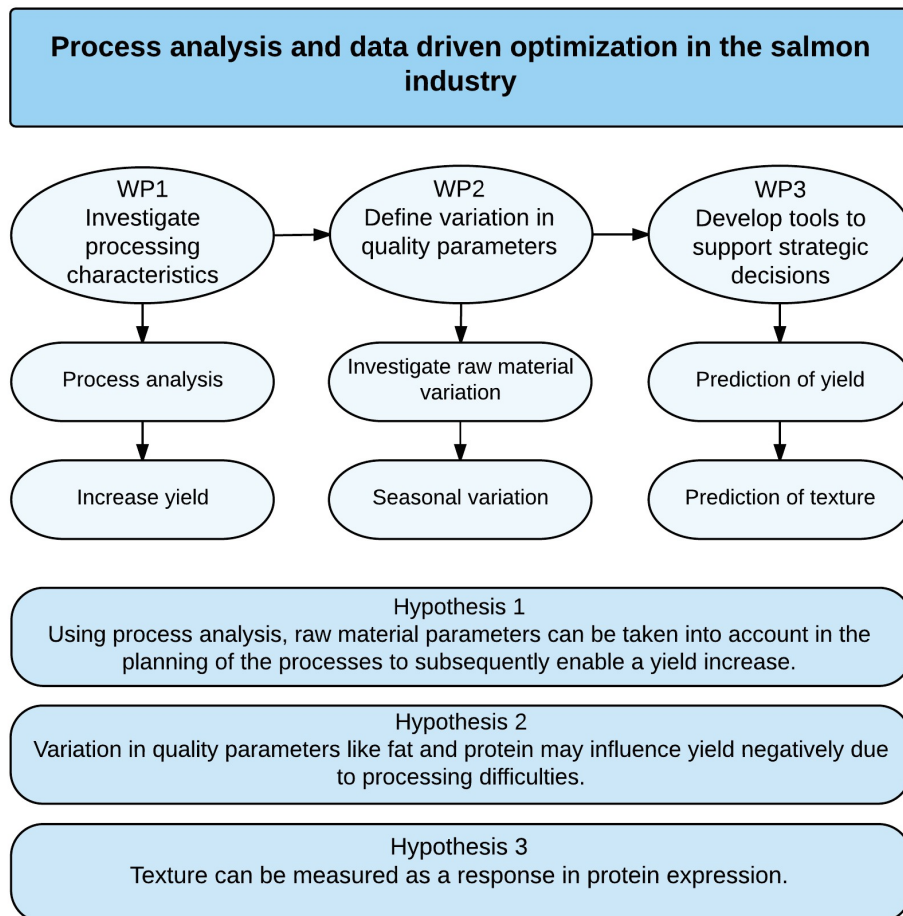 Process analysis and data driven optimization in the salmon
industry
WP1
Investigate
processing
characteristics
WP2
Define variation in
quality parameters
WP3
Develop tools to
support strategic
decisions
Process analysis
Investigate raw material
variation
Prediction of yield
Increase yield
Seasonal variation
Prediction of texture
Hypothesis 1
Using process analysis, raw material parameters can be taken into account in the
planning of the processes to subsequently enable a yield increase.
Hypothesis 2
Variation in quality parameters like fat and protein may influence yield negatively due
to processing difficulties.
Hypothesis 3
Texture can be measured as a response in protein expression.